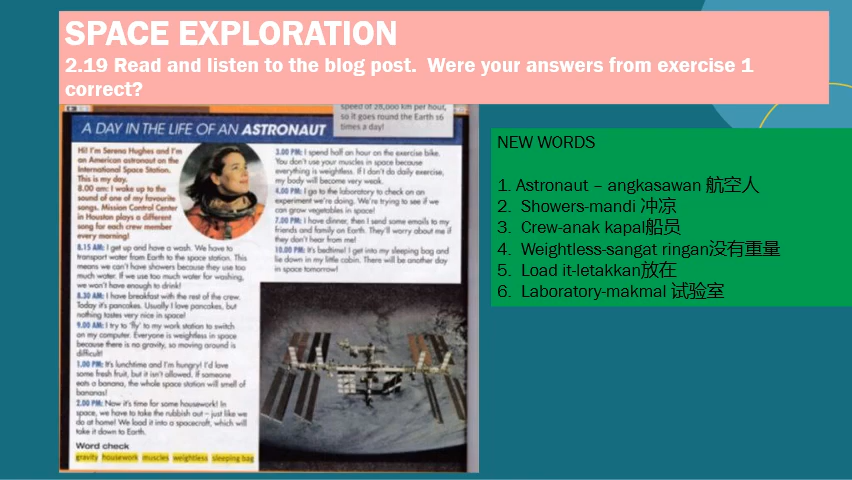 SPACE EXPLORATION
2.19 Read and listen to the blog post. Were your answers from exercise 1
correct?
speed of 28,000 km per hour,
so it goes round the Earth 16
times a day!
A DAY IN THE LIFE OF AN ASTRONAUT
Hi! I'm Serena Hughes and I'm
an American astronaut on the
International Space Station.
This is my day.
8.00 am: I wake up to the
sound of one of my favourite
songs. Mission Control Center
in Houston plays a different
song for each crew member
every morning!
8.15 AM: I get up and have a wash. We have to
transport water from Earth to the space station. This
means we can't have showers because they use too
much water. If we use too much water for washing,
we won't have enough to drink!
8.30 AM: I have breakfast with the rest of the crew.
Today it's pancakes. Usually I love pancakes, but
nothing tastes very nice in space!
9.00 AM: I try to 'fly' to my work station to switch
on my computer. Everyone is weightless in space
because there is no gravity, so moving around is
difficult!
1.00 PM: It's lunchtime and I'm hungry! I'd love
some fresh fruit, but it isn't allowed. If someone
eats a banana, the whole space station will smell of
bananas!
2.00 PM: Now it's time for some housework! In
space, we have to take the rubbish out – just like we
do at home! We load it into a spacecraft, which will
take it down to Earth.
Word check
gravity housework muscles weightless sleeping bag
3.00 PM: I spend half an hour on the exercise bike.
You don't use your muscles in space because
everything is weightless. If I don't do daily exercise,
my body will become very weak.
4.00 PM: I go to the laboratory to check on an
experiment we're doing. We're trying to see if we
can grow vegetables in space!
7.00 PM: I have dinner, then I send some emails to my
friends and family on Earth. They'll worry about me if
they don't hear from me!
10.00 PM: It's bedtime! I get into my sleeping bag and
lie down in my little cabin. There will be another day
in space tomorrow!
NEW WORDS
1. Astronaut – angkasawan 航空人
2. Showers-mandi 冲凉
3. Crew-anak kapal船员
4. Weightless-sangat ringan没有重量
5. Load it-letakkan放在
6. Laboratory-makmal 试验室